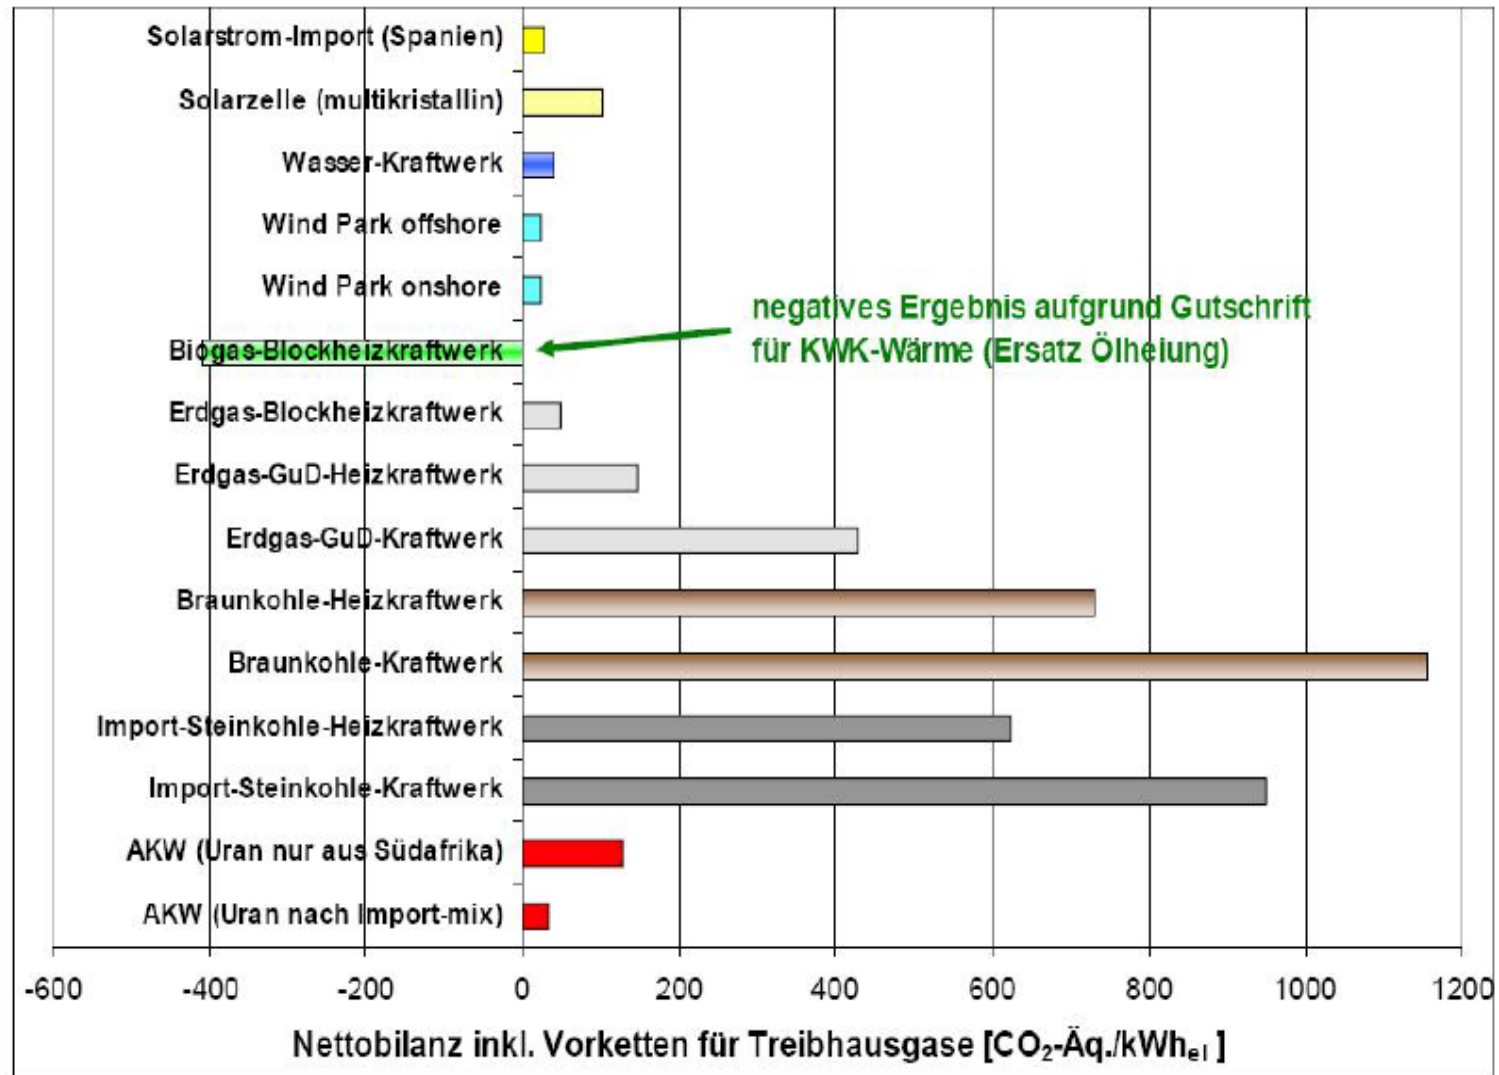 Solarstrom-Import (Spanien)
Solarzelle (multikristallin)
Wasser-Kraftwerk
Wind Park offshore
Wind Park onshore
negatives Ergebnis aufgrund Gutschrift
für KWK-Wärme (Ersatz Ölheiung)
Biogas-Blockheizkraftwerk
Erdgas-Blockheizkraftwerk
Erdgas-GuD-Heizkraftwerk
Erdgas-GuD-Kraftwerk
Braunkohle-Heizkraftwerk
Braunkohle-Kraftwerk
Import-Steinkohle-Heizkraftwerk
Import-Steinkohle-Kraftwerk
AKW (Uran nur aus Südafrika)
AKW (Uran nach Import-mix)
-600 -400 -200 0 200 400 600 800 1000 1200
Nettobilanz inkl. Vorketten für Treibhausgase [CO₂-Äq./kWhₑₗ ]